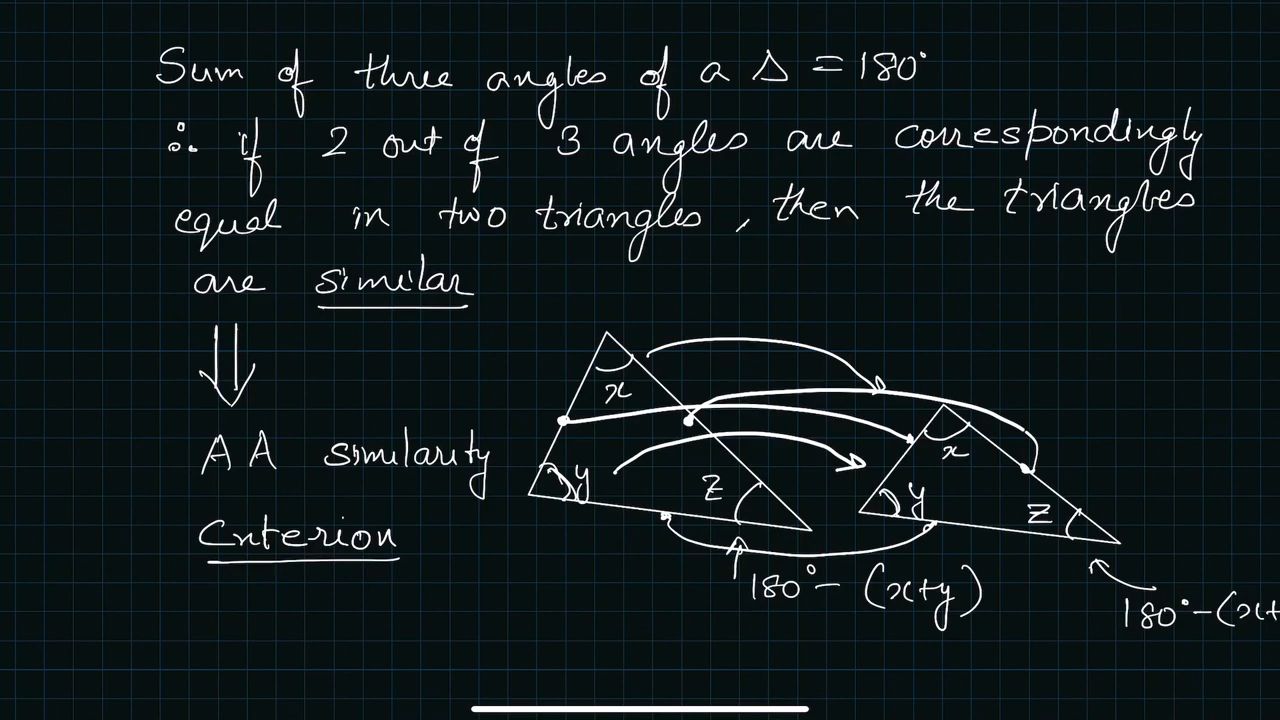 Sum of three angles of a Δ = 180°
∴ if 2 out of 3 angles are correspondingly
equal in two triangles, then the triangles
are similar
⇓
AA similarity
Criterion
x
y
z
x
y
z
180° - (x+y)
180° - (x+